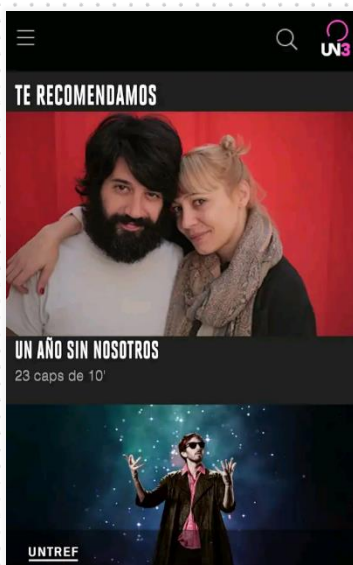 UN3
TE RECOMENDAMOS
UN AÑO SIN NOSOTROS
23 caps de 10'
UNTREF